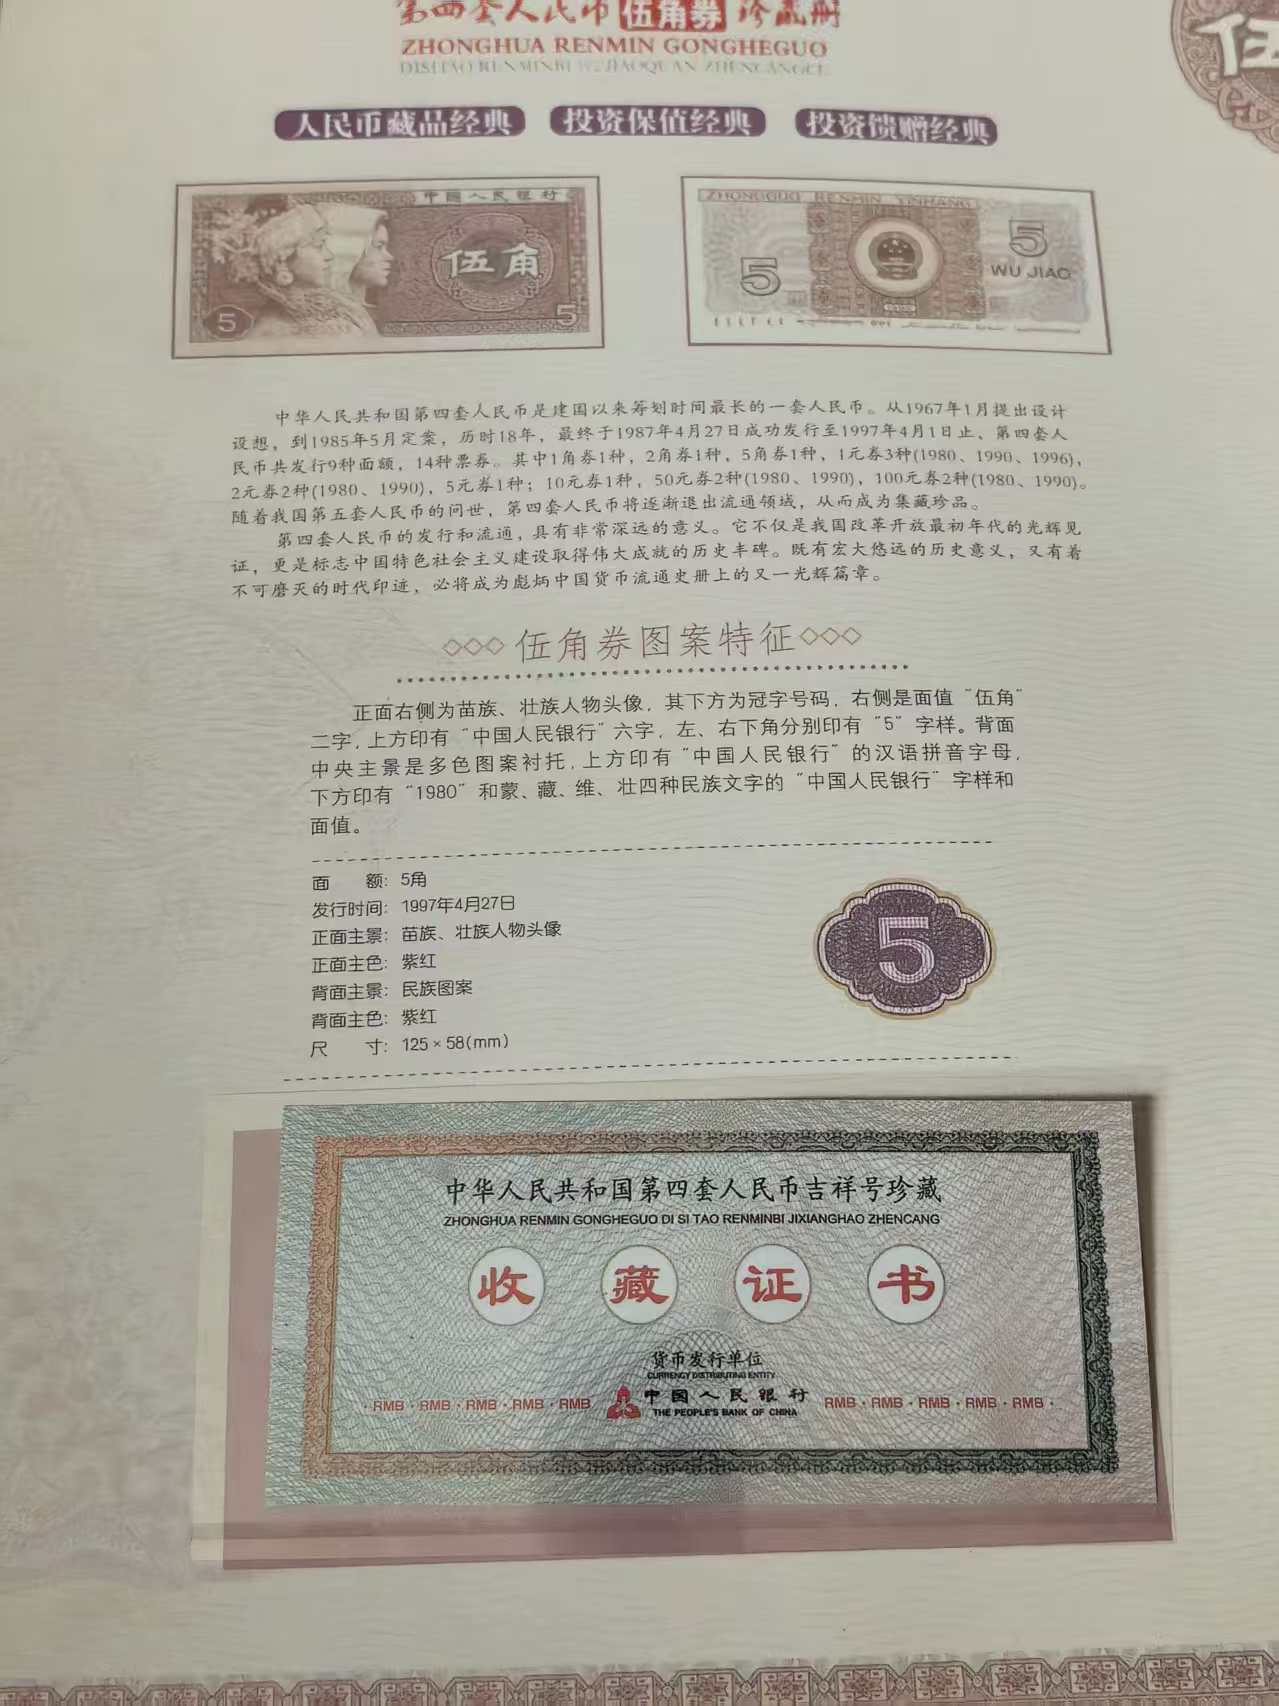 第四套人民币伍角券珍藏册
ZHONGHUA RENMIN GONGHEGUO
DISITAO RENMINBI WUJIAOQUAN ZHENCANGCE
伍
人民币藏品经典
投资保值经典
投资馈赠经典
中国人民银行
伍角
5
5
ZHONGGUO RENMIN YINHANG
5
5
WU JIAO
中华人民共和国第四套人民币是建国以来筹划时间最长的一套人民币。从1967年1月提出设计
设想，到1985年5月定案，历时18年，最终于1987年4月27日成功发行至1997年4月1日止、第四套人
民币共发行9种面额，14种票券。其中1角券1种，2角券1种，5角券1种，1元券3种(1980、1990、1996)，
2元券2种(1980、1990)，5元券1种；10元券1种，50元券2种(1980、1990)，100元券2种(1980、1990)。
随着我国第五套人民币的问世，第四套人民币将逐渐退出流通领域，从而成为集藏珍品。
第四套人民币的发行和流通，具有非常深远的意义。它不仅是我国改革开放最初年代的光辉见
证，更是标志中国特色社会主义建设取得伟大成就的历史丰碑。既有宏大悠远的历史意义，又有着
不可磨灭的时代印迹，必将成为彪炳中国货币流通史册上的又一光辉篇章。
伍角券图案特征
正面右侧为苗族、壮族人物头像，其下方为冠字号码，右侧是面值“伍角”
二字，上方印有“中国人民银行”六字，左、右下角分别印有“5”字样。背面
中央主景是多色图案衬托，上方印有“中国人民银行”的汉语拼音字母，
下方印有“1980”和蒙、藏、维、壮四种民族文字的“中国人民银行”字样和
面值。
面 额：5角
发行时间：1997年4月27日
正面主景：苗族、壮族人物头像
正面主色：紫红
背面主景：民族图案
背面主色：紫红
尺 寸：125×58(mm)
5
中华人民共和国第四套人民币吉祥号珍藏
ZHONGHUA RENMIN GONGHEGUO DI SI TAO RENMINBI JIXIANGHAO ZHENCANG
收藏证书
货币发行单位
CURRENCY DISTRIBUTING ENTITY
·RMB·RMB·RMB·RMB·RMB 中国人民银行 RMB·RMB·RMB·RMB·RMB·
THE PEOPLE'S BANK OF CHINA